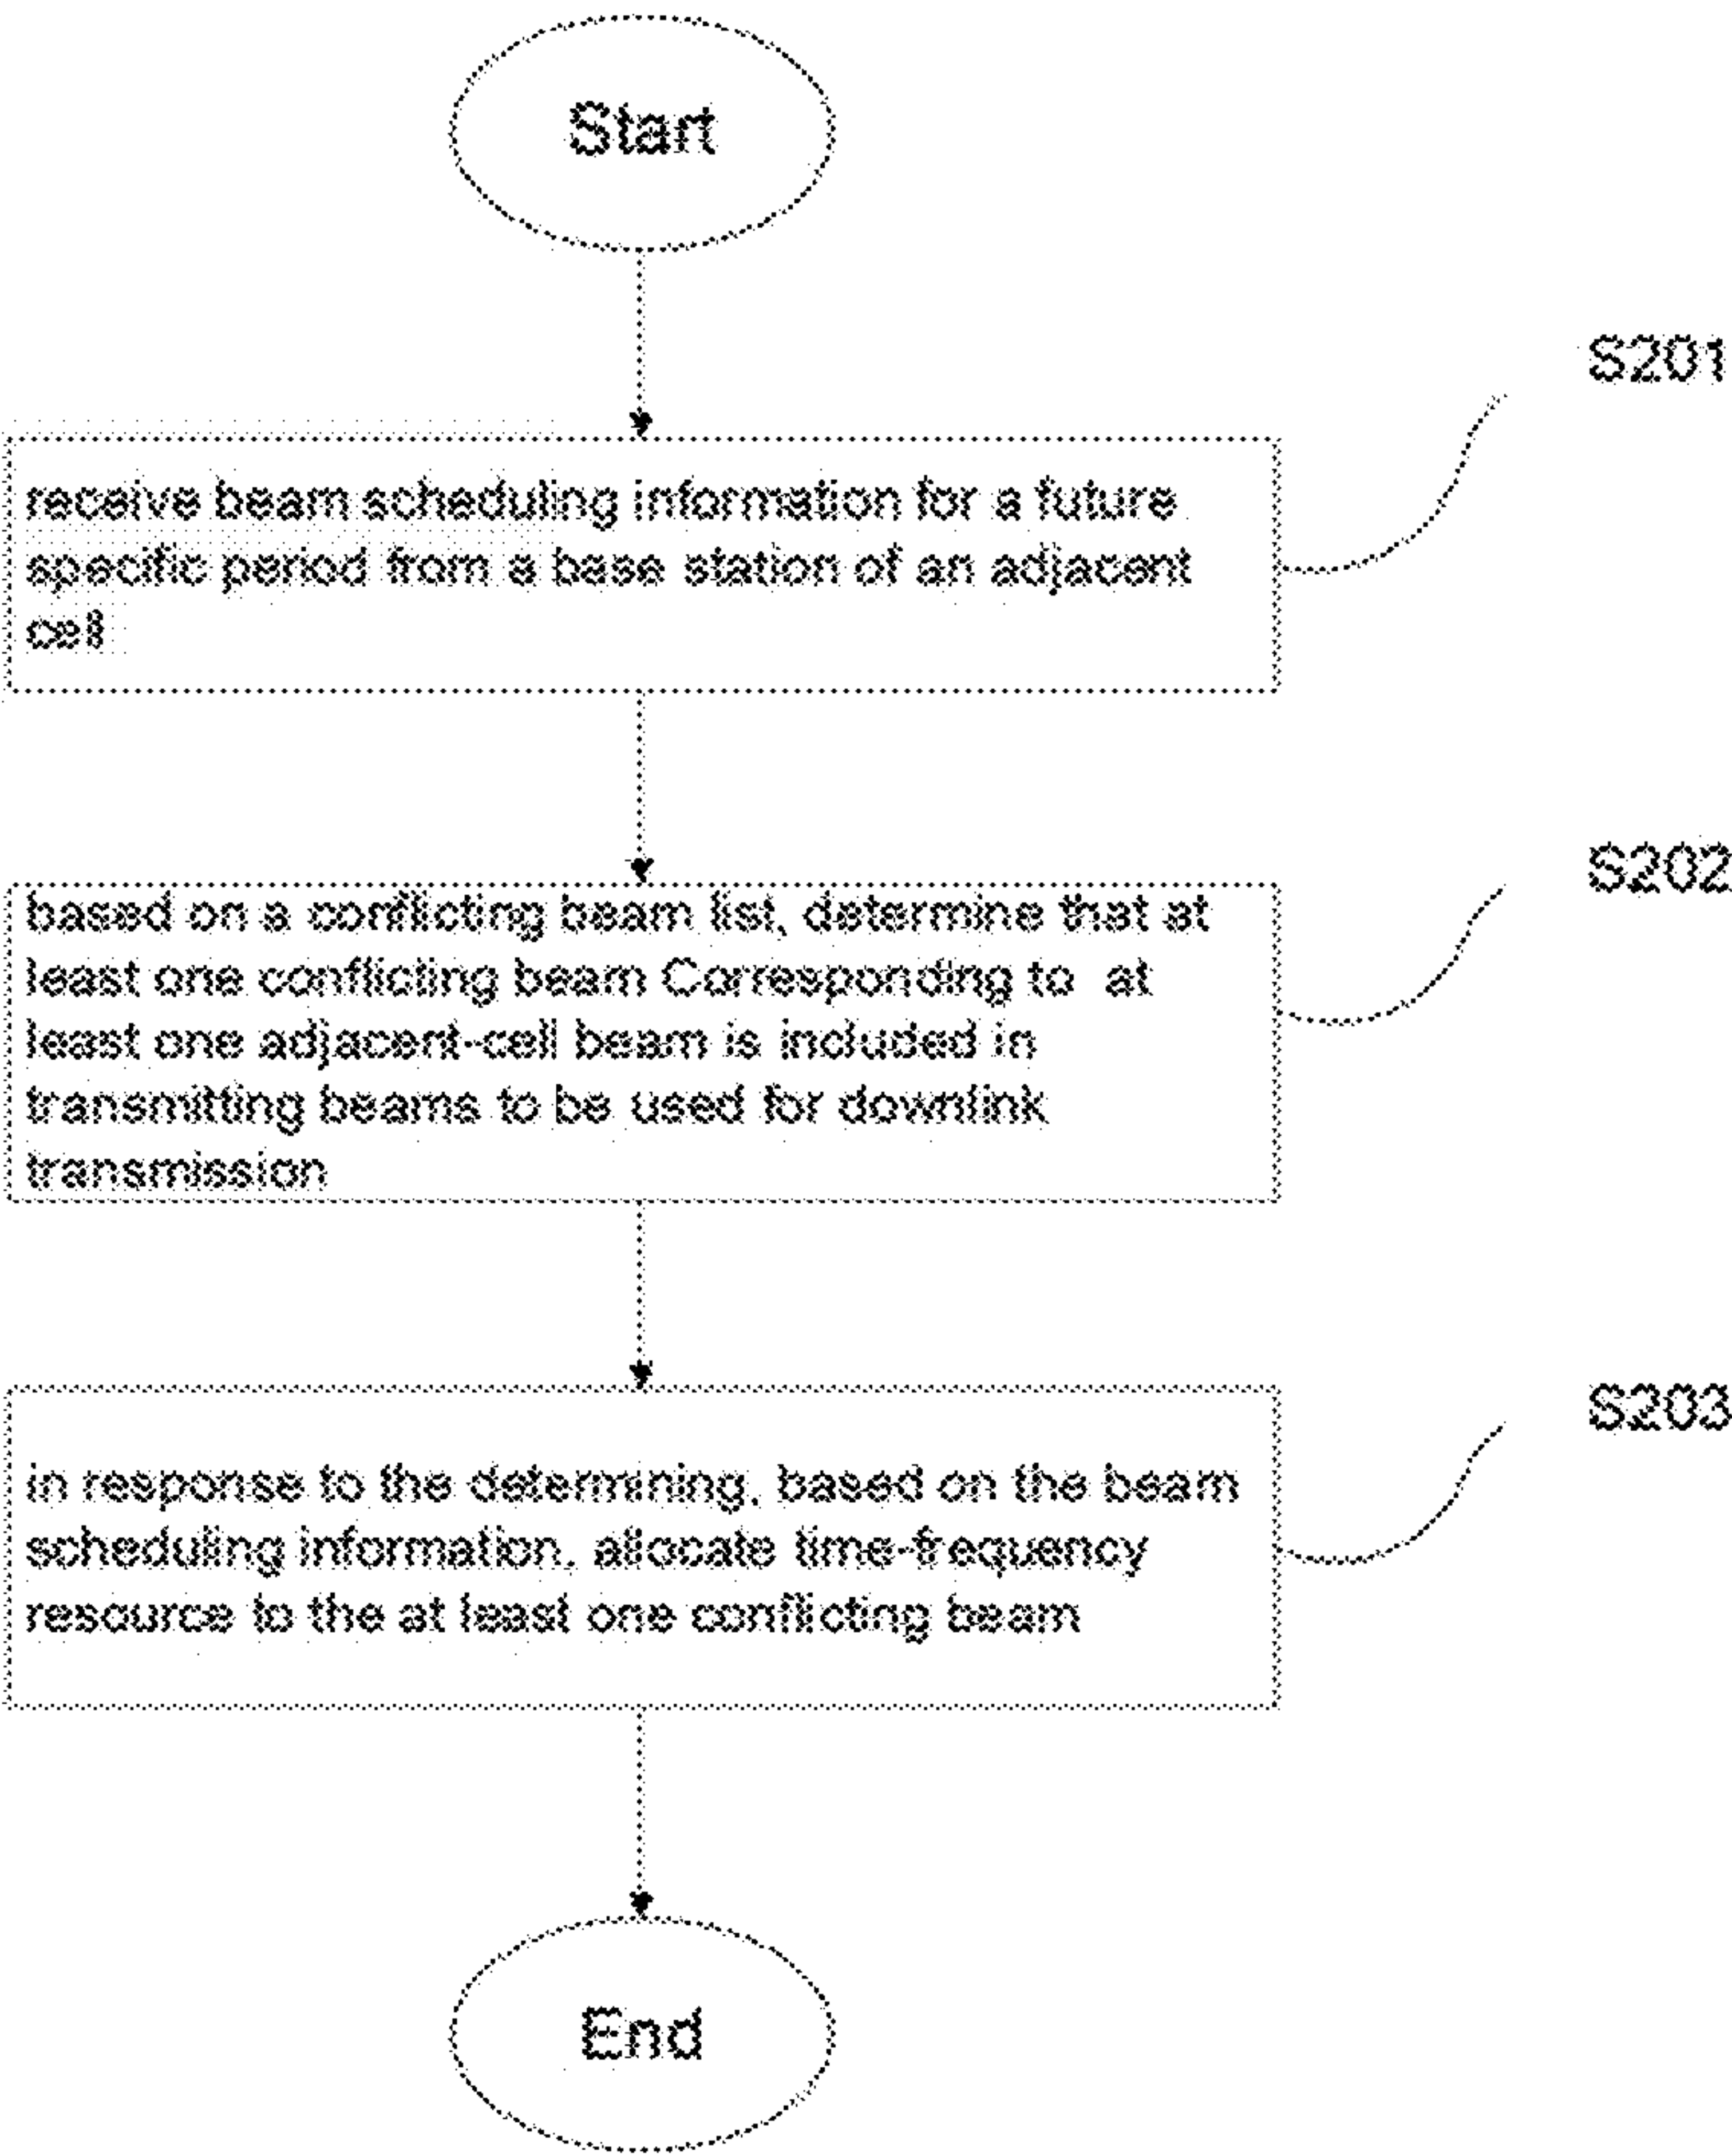 Start
S201
receive beam scheduling information for a future
specific period from a base station of an adjacent
cell
S202
based on a conflicting beam list, determine that at
least one conflicting beam Corresponding to at
least one adjacent-cell beam is included in
transmitting beams to be used for downlink
transmission
S203
in response to the determining, based on the beam
scheduling information, allocate time-frequency
resource to the at least one conflicting beam
End